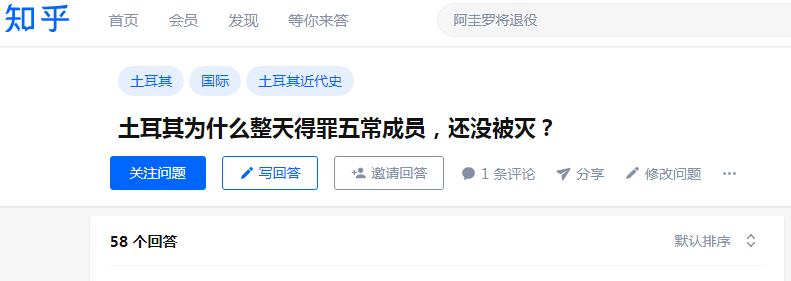 知乎 首页 会员 发现 等你来答 阿圭罗将退役
土耳其 国际 土耳其近代史
土耳其为什么整天得罪五常成员，还没被灭？
关注问题 写回答 邀请回答 1 条评论 分享 修改问题 ...
58 个回答 默认排序